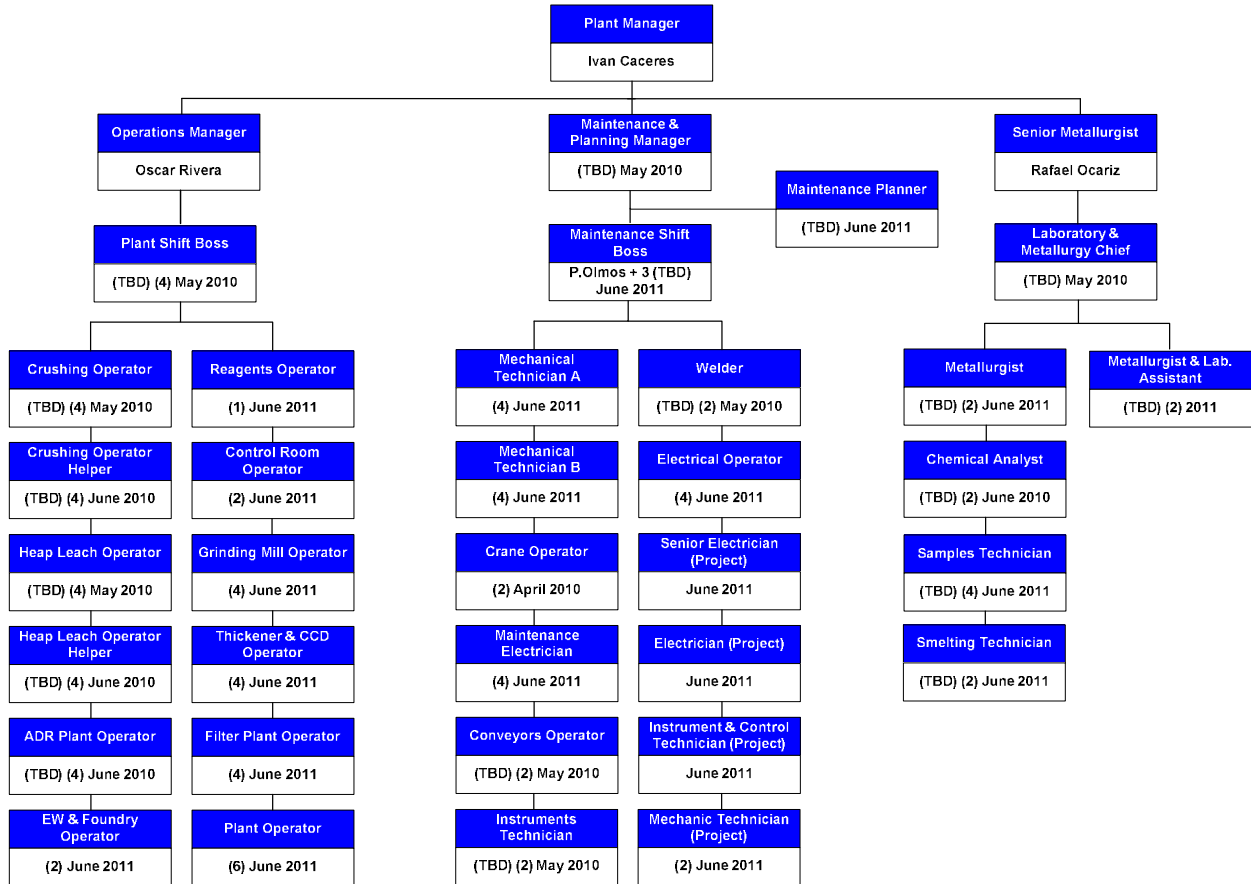 Plant Manager
Ivan Caceres
Operations Manager
Oscar Rivera
Maintenance &
Planning Manager
(TBD) May 2010
Senior Metallurgist
Rafael Ocariz
Maintenance Planner
(TBD) June 2011
Plant Shift Boss
(TBD) (4) May 2010
Maintenance Shift
Boss
P.Olmos + 3 (TBD)
June 2011
Laboratory &
Metallurgy Chief
(TBD) May 2010
Crushing Operator
(TBD) (4) May 2010
Crushing Operator
Helper
(TBD) (4) June 2010
Heap Leach Operator
(TBD) (4) May 2010
Heap Leach Operator
Helper
(TBD) (4) June 2010
ADR Plant Operator
(TBD) (4) June 2010
EW & Foundry
Operator
(2) June 2011
Reagents Operator
(1) June 2011
Control Room
Operator
(2) June 2011
Grinding Mill Operator
(4) June 2011
Thickener & CCD
Operator
(4) June 2011
Filter Plant Operator
(4) June 2011
Plant Operator
(6) June 2011
Mechanical
Technician A
(4) June 2011
Mechanical
Technician B
(4) June 2011
Crane Operator
(2) April 2010
Maintenance
Electrician
(4) June 2011
Conveyors Operator
(TBD) (2) May 2010
Instruments
Technician
(TBD) (2) May 2010
Welder
(TBD) (2) May 2010
Electrical Operator
(4) June 2011
Senior Electrician
(Project)
June 2011
Electrician (Project)
June 2011
Instrument & Control
Technician (Project)
June 2011
Mechanic Technician
(Project)
(2) June 2011
Metallurgist
(TBD) (2) June 2011
Chemical Analyst
(TBD) (2) June 2010
Samples Technician
(TBD) (4) June 2011
Smelting Technician
(TBD) (2) June 2011
Metallurgist & Lab.
Assistant
(TBD) (2) 2011